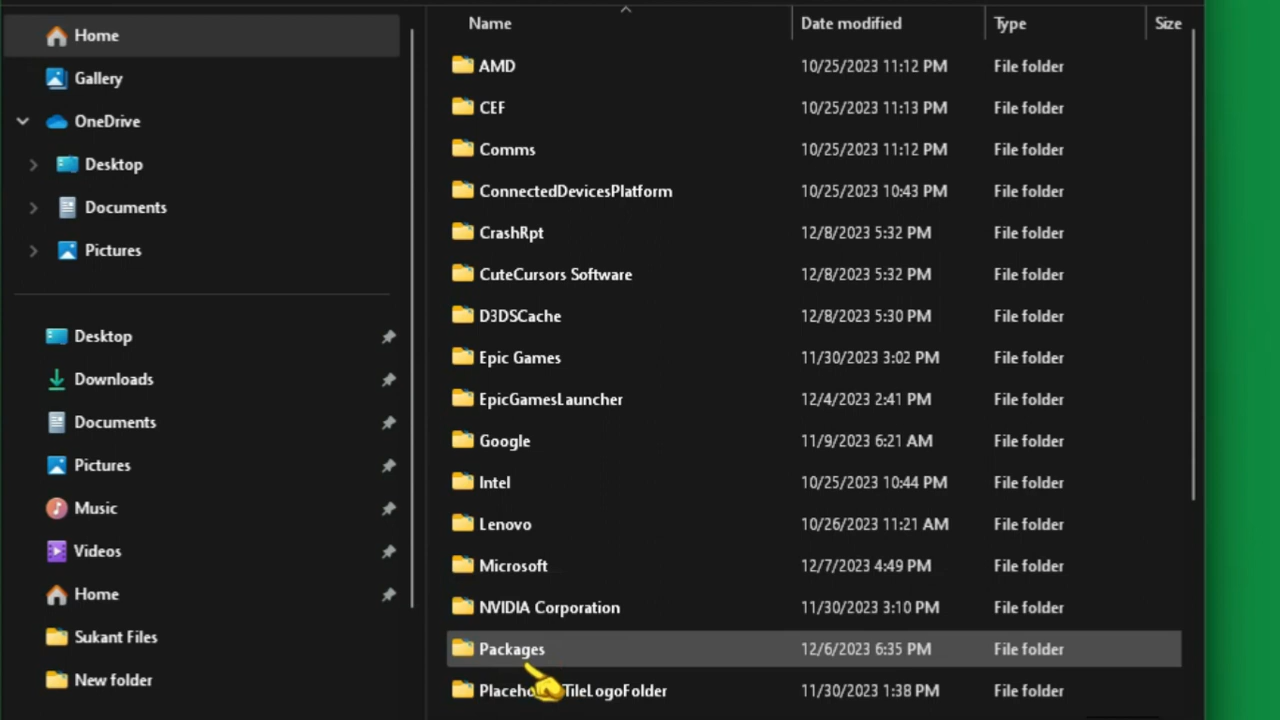 Home
Gallery
OneDrive
Desktop
Documents
Pictures
Desktop
Downloads
Documents
Pictures
Music
Videos
Home
Sukant Files
New folder
Name Date modified Type Size
AMD 10/25/2023 11:12 PM File folder
CEF 10/25/2023 11:13 PM File folder
Comms 10/25/2023 11:12 PM File folder
ConnectedDevicesPlatform 10/25/2023 10:43 PM File folder
CrashRpt 12/8/2023 5:32 PM File folder
CuteCursors Software 12/8/2023 5:32 PM File folder
D3DSCache 12/8/2023 5:30 PM File folder
Epic Games 11/30/2023 3:02 PM File folder
EpicGamesLauncher 12/4/2023 2:41 PM File folder
Google 11/9/2023 6:21 AM File folder
Intel 10/25/2023 10:44 PM File folder
Lenovo 10/26/2023 11:21 AM File folder
Microsoft 12/7/2023 4:49 PM File folder
NVIDIA Corporation 11/30/2023 3:10 PM File folder
Packages 12/6/2023 6:35 PM File folder
11/30/2023 1:38 PM File folder